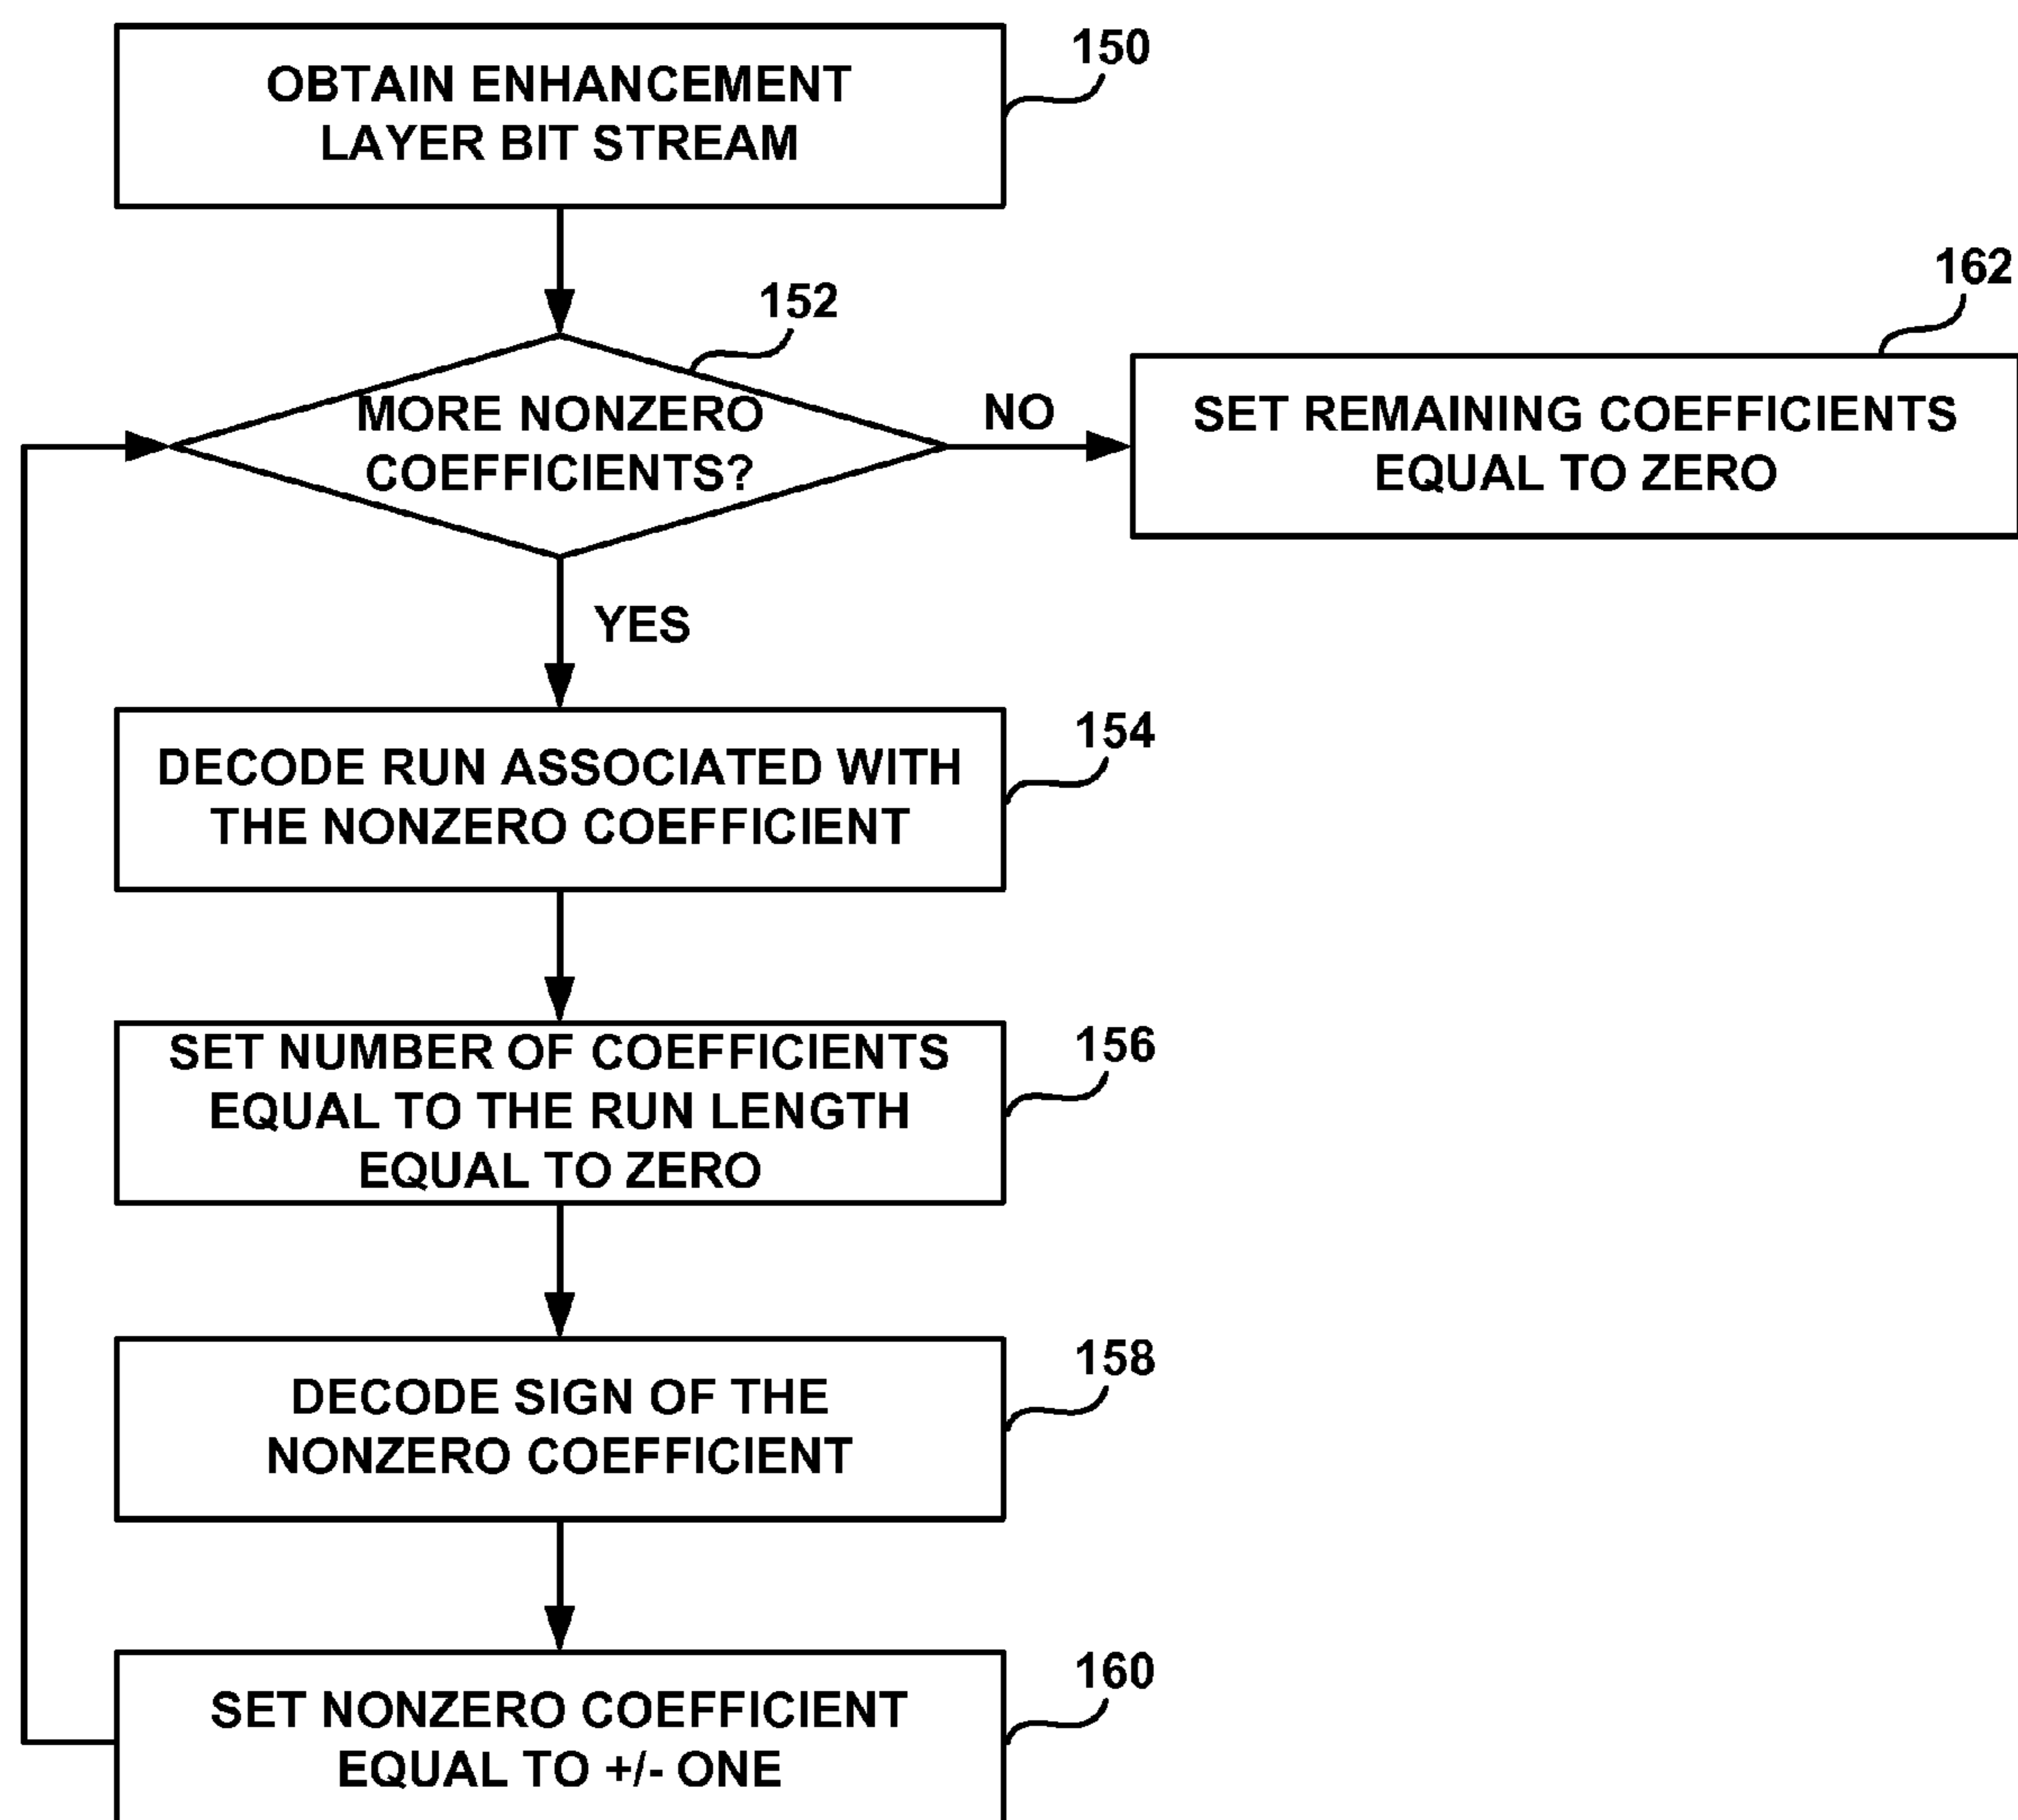 OBTAIN ENHANCEMENT
LAYER BIT STREAM
150
MORE NONZERO
COEFFICIENTS?
152
NO
SET REMAINING COEFFICIENTS
EQUAL TO ZERO
162
YES
DECODE RUN ASSOCIATED WITH
THE NONZERO COEFFICIENT
154
SET NUMBER OF COEFFICIENTS
EQUAL TO THE RUN LENGTH
EQUAL TO ZERO
156
DECODE SIGN OF THE
NONZERO COEFFICIENT
158
SET NONZERO COEFFICIENT
EQUAL TO +/- ONE
160